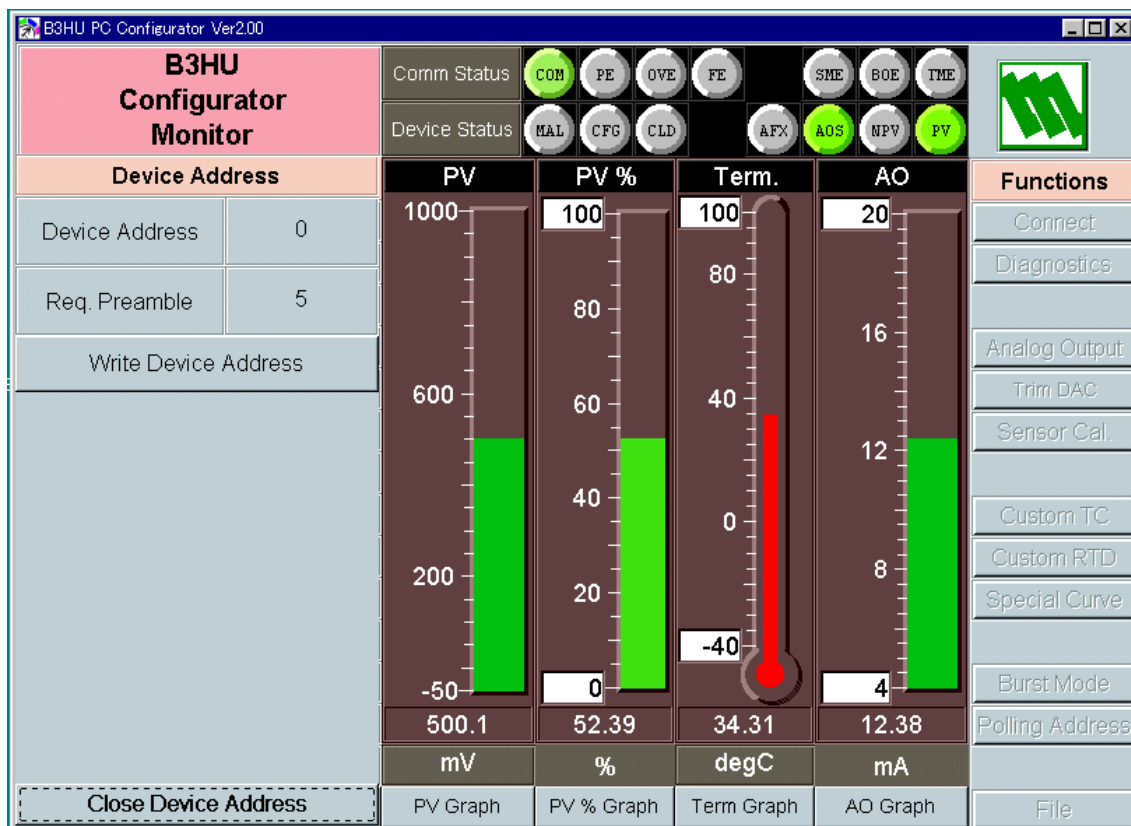 B3HU PC Configurator Ver2.00
B3HU
Configurator
Monitor
Comm Status COM PE OVE FE SME BOE TME
Device Status MAL CFG CLD AFX AOS NPV PV
Device Address
Device Address 0
Req. Preamble 5
Write Device Address
Close Device Address
PV
1000
600
200
-50
500.1
mV
PV Graph
PV %
100
80
60
40
20
0
52.39
%
PV % Graph
Term.
100
80
40
0
-40
34.31
degC
Term Graph
AO
20
16
12
8
4
12.38
mA
AO Graph
Functions
Connect
Diagnostics
Analog Output
Trim DAC
Sensor Cal.
Custom TC
Custom RTD
Special Curve
Burst Mode
Polling Address
File